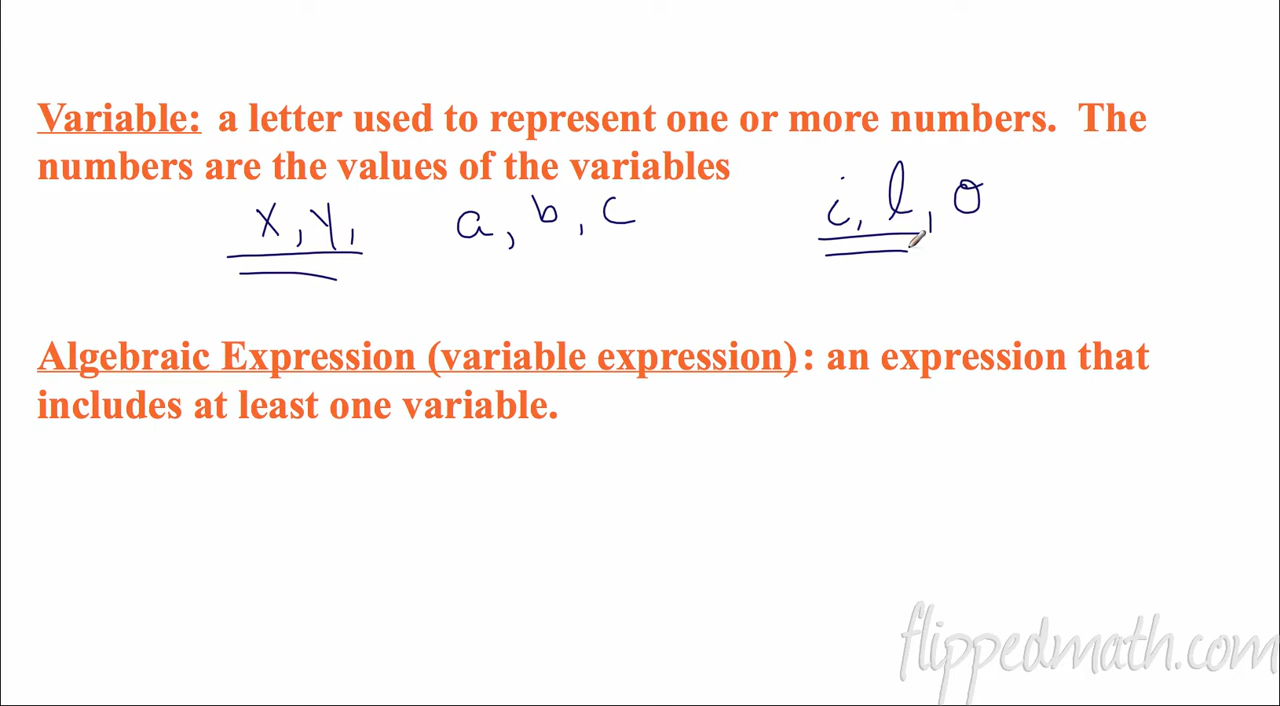 Variable: a letter used to represent one or more numbers. The
numbers are the values of the variables
x, y, a, b, c i, l, o
Algebraic Expression (variable expression): an expression that
includes at least one variable.
flippedmath.com